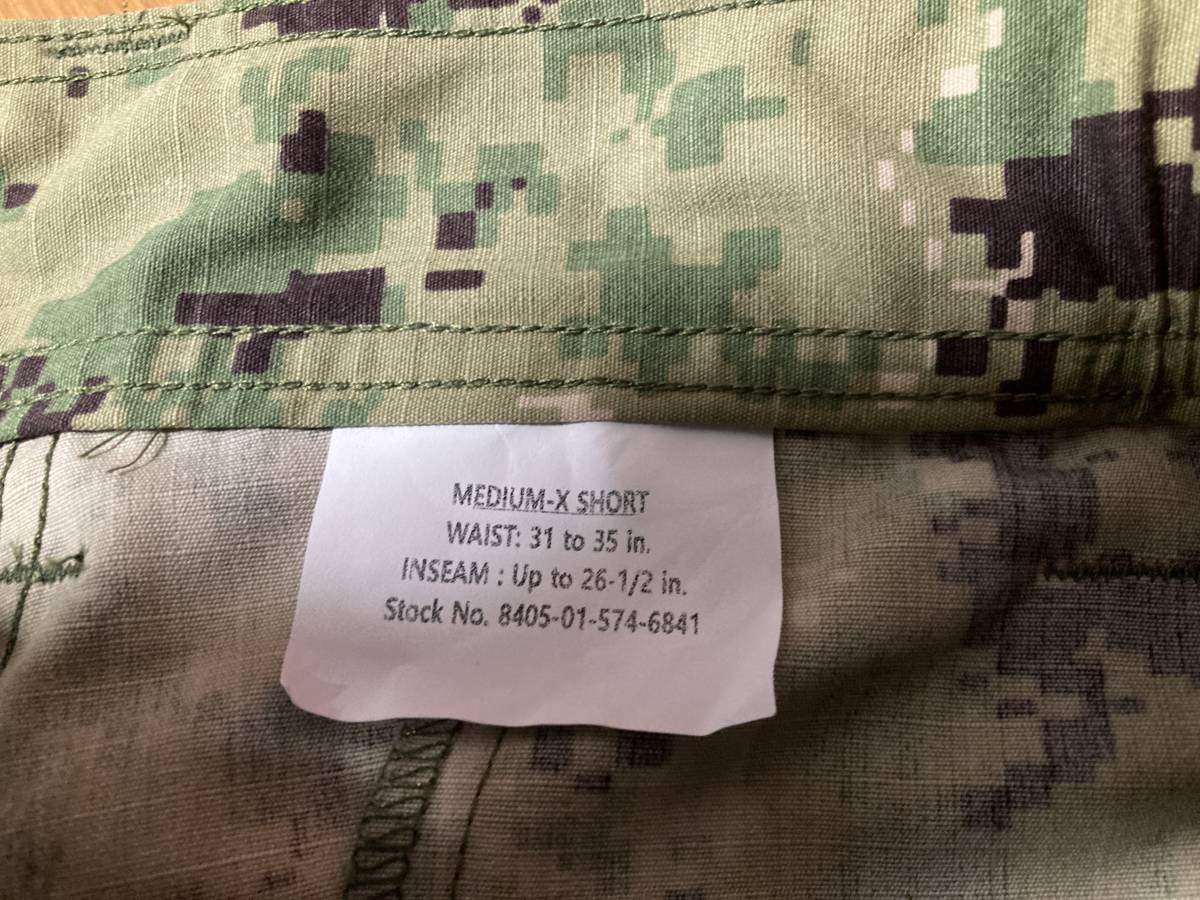 MEDIUM-X SHORT
WAIST: 31 to 35 in.
INSEAM : Up to 26-1/2 in.
Stock No. 8405-01-574-6841